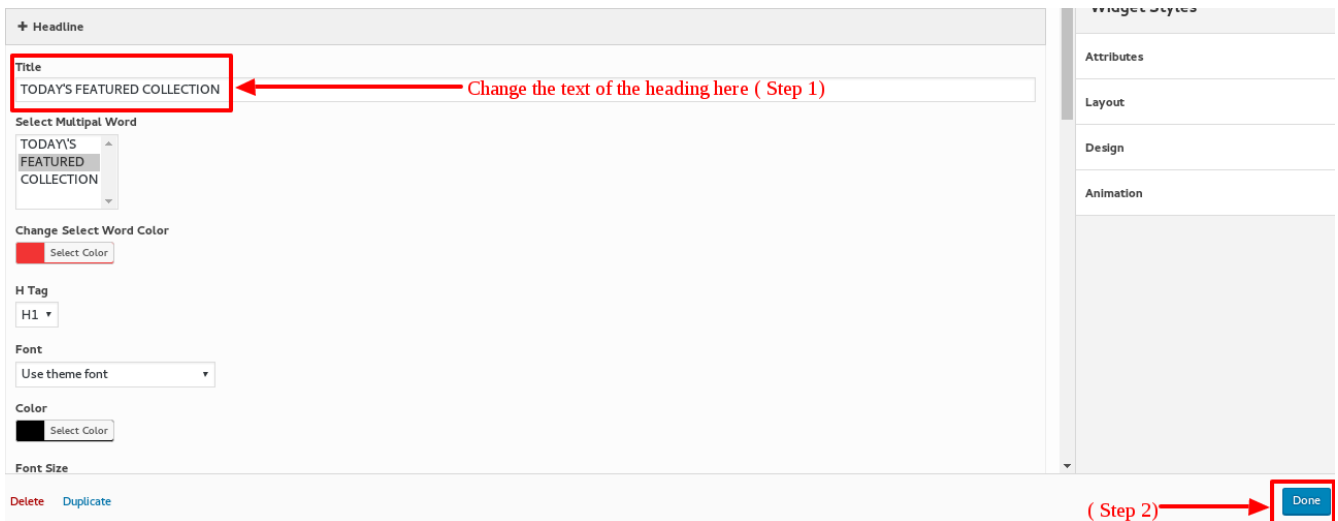 Widget Styles
+ Headline
Attributes
Title
TODAY'S FEATURED COLLECTION
Change the text of the heading here ( Step 1)
Layout
Select Multipal Word
TODAY\'S
FEATURED
COLLECTION
Design
Animation
Change Select Word Color
Select Color
H Tag
H1
Font
Use theme font
Color
Select Color
Font Size
Delete Duplicate
( Step 2)
Done